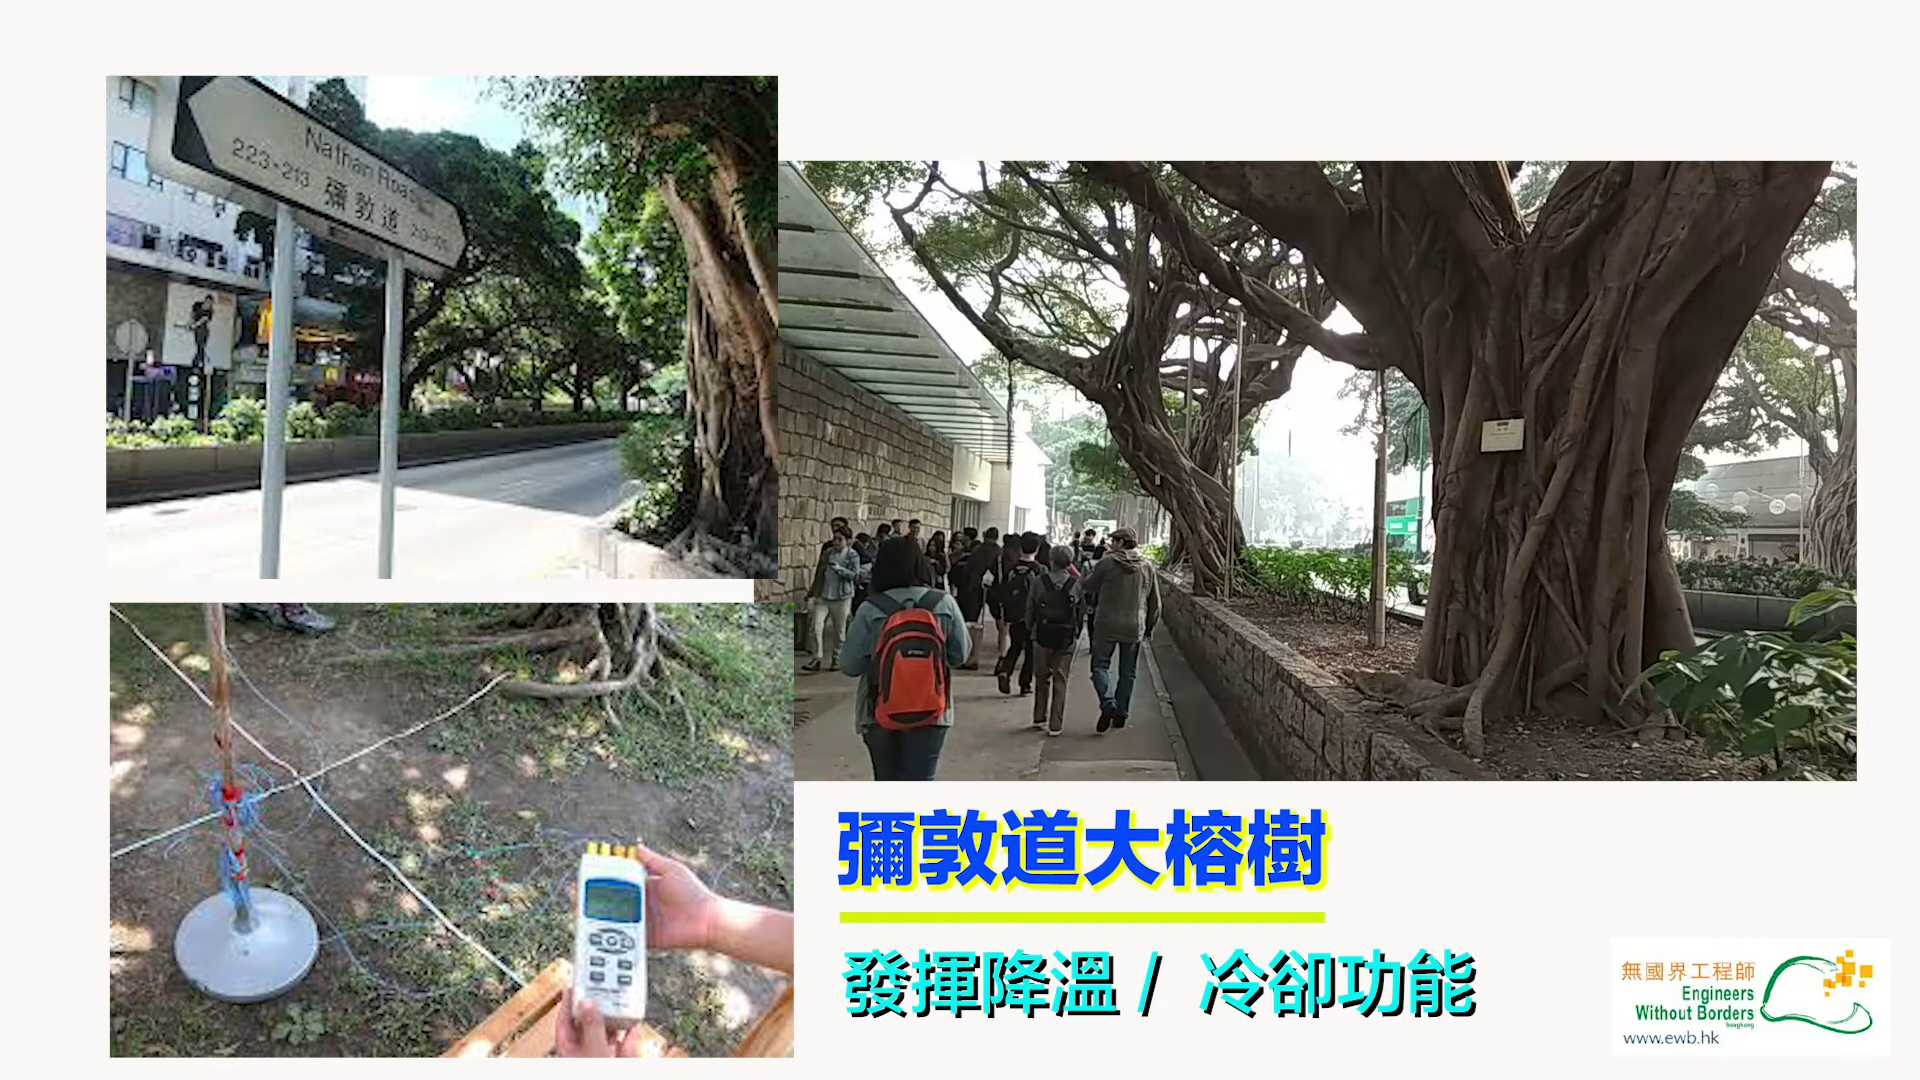 Nathan Road
223-213
彌敦道
彌敦道大榕樹
發揮降溫 / 冷卻功能
無國界工程師
Engineers
Without Borders
hongkong
www.ewb.hk